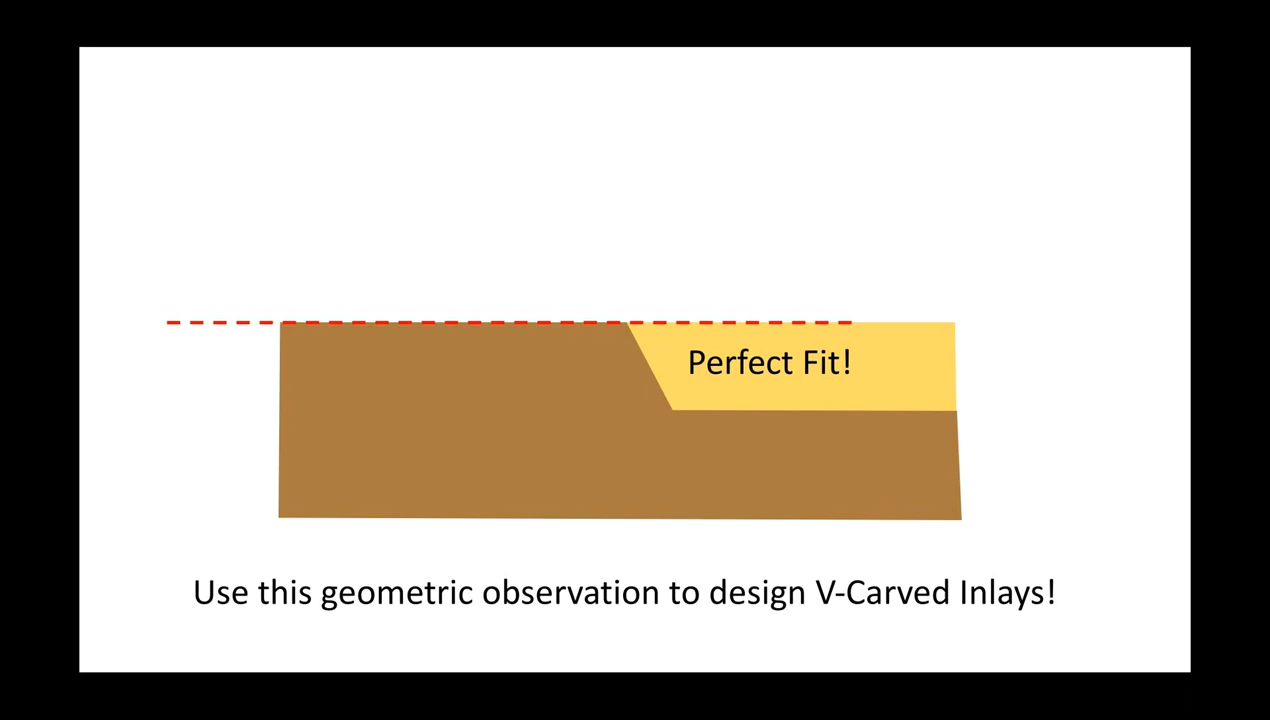 Perfect Fit!
Use this geometric observation to design V-Carved Inlays!